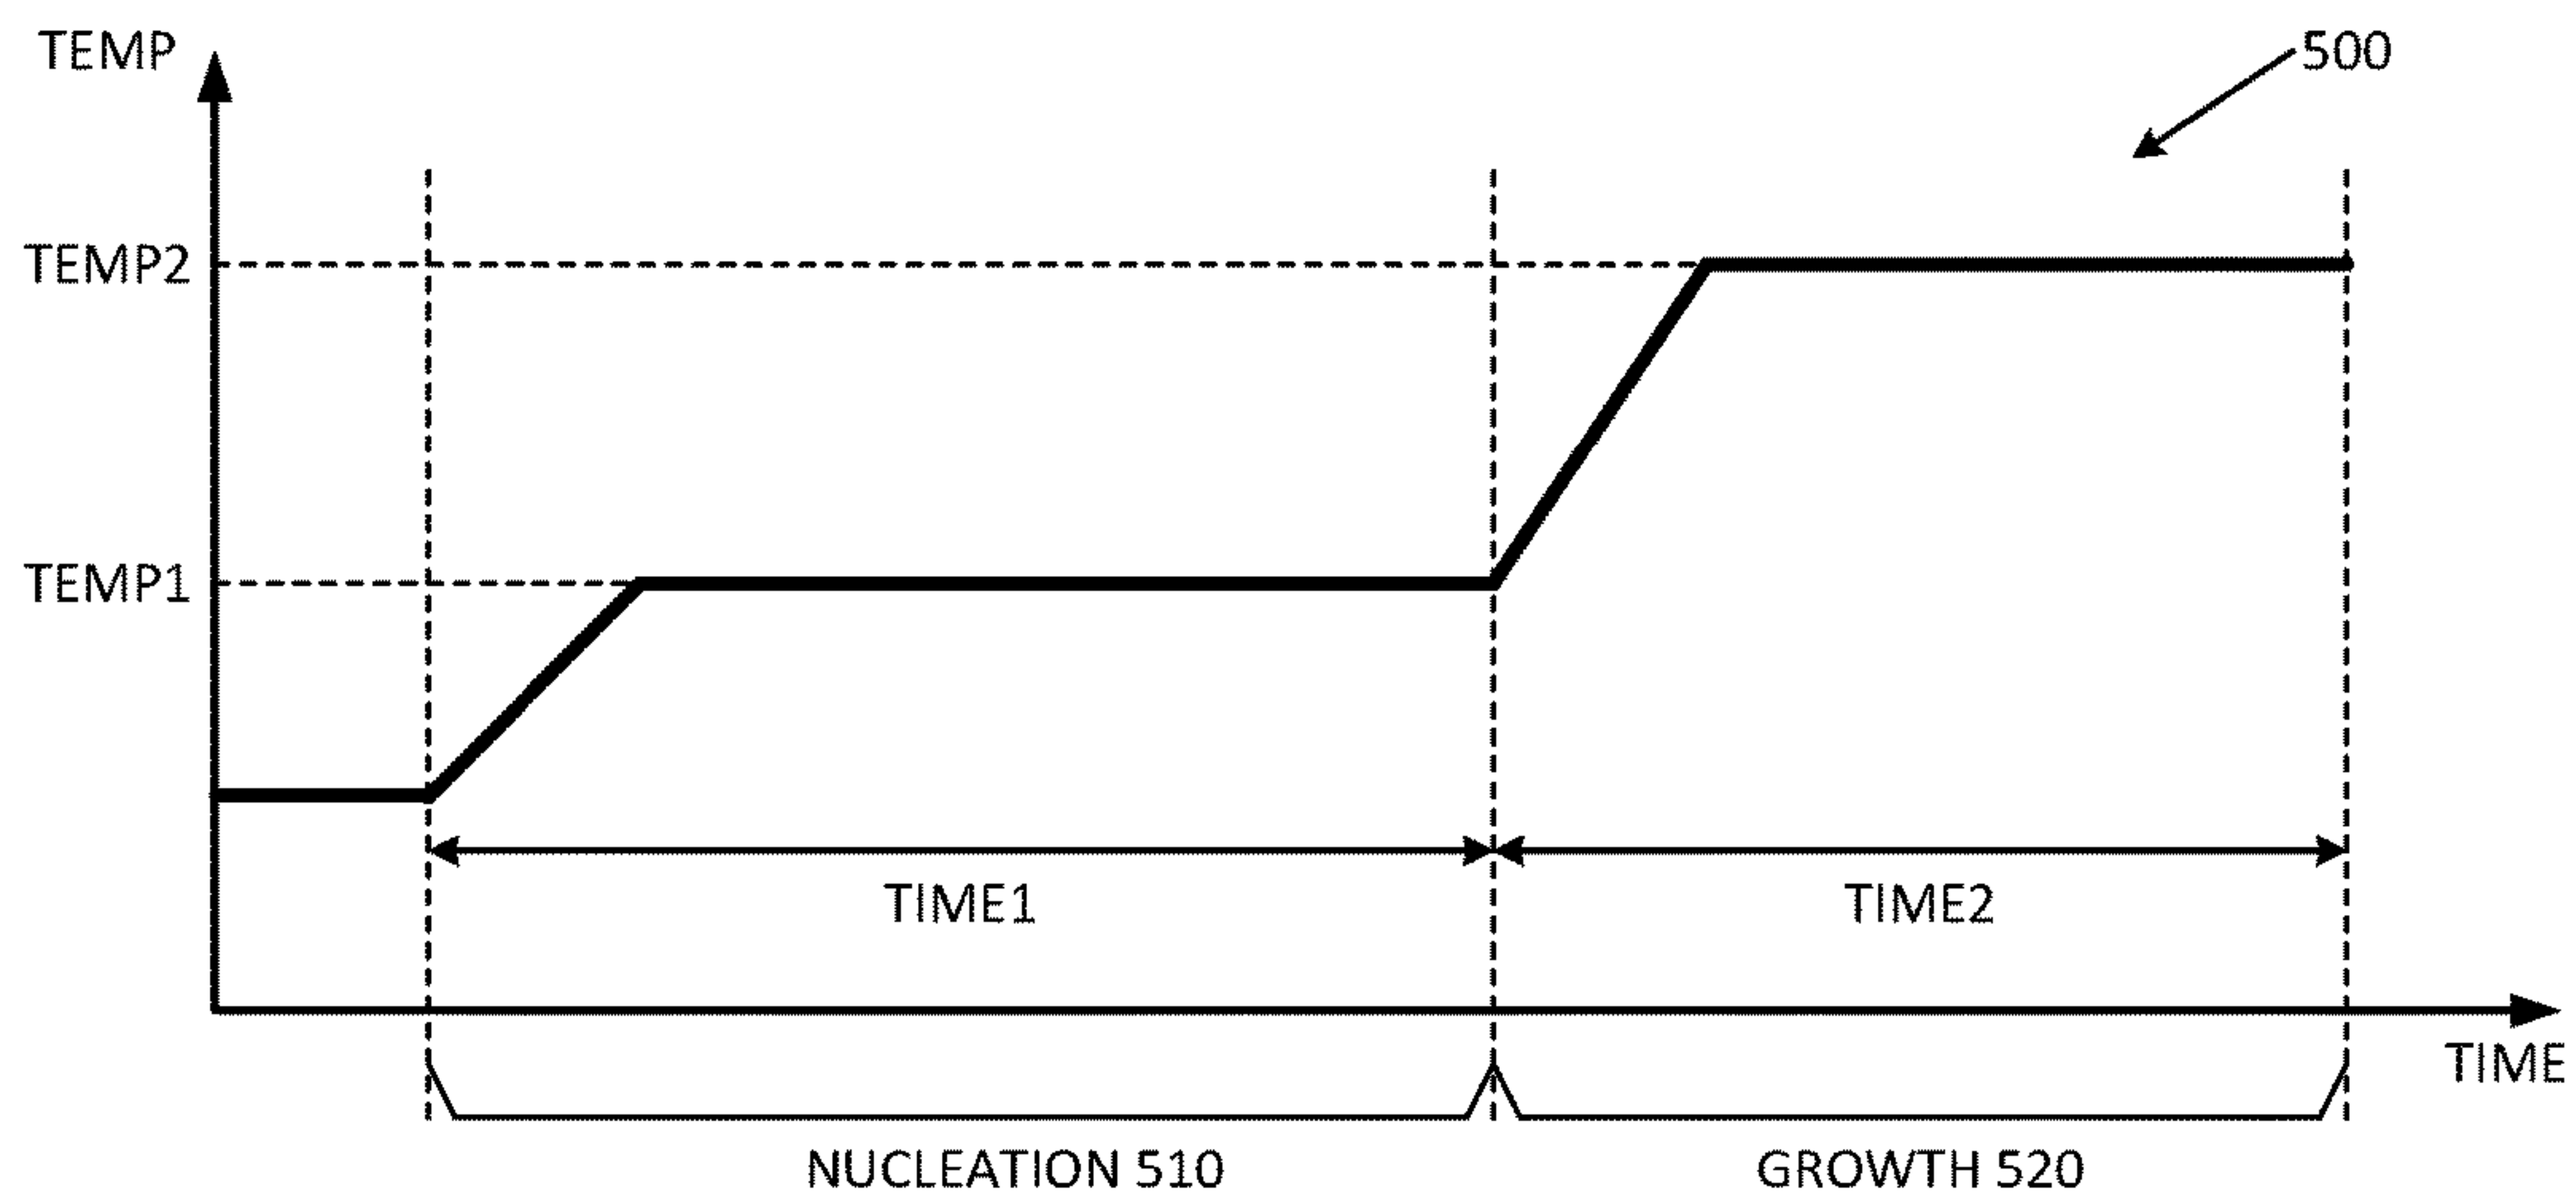 TEMP
500
TEMP2
TEMP1
TIME1
TIME2
TIME
NUCLEATION 510
GROWTH 520